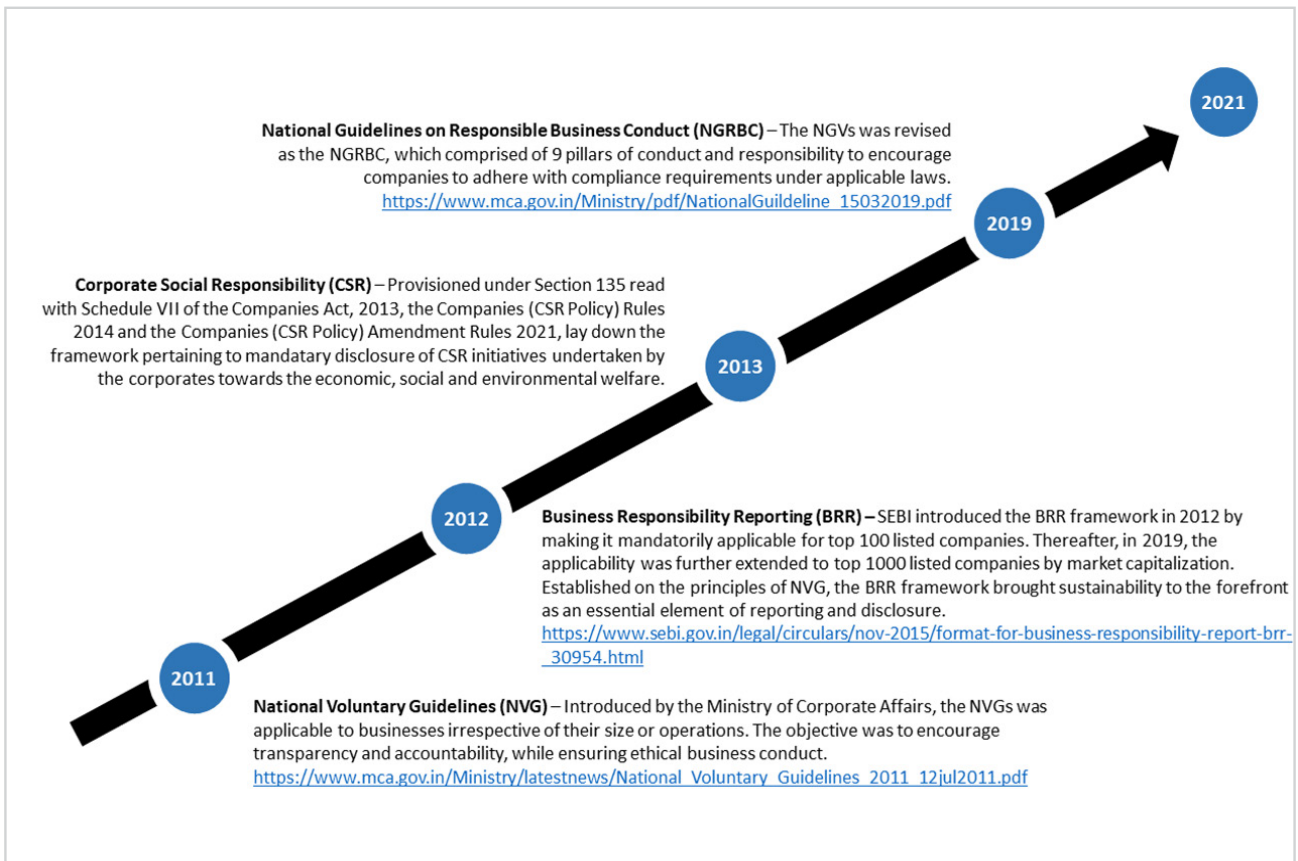 2021
National Guidelines on Responsible Business Conduct (NGRBC) – The NGVs was revised
as the NGRBC, which comprised of 9 pillars of conduct and responsibility to encourage
companies to adhere with compliance requirements under applicable laws.
https://www.mca.gov.in/Ministry/pdf/NationalGuildeline_15032019.pdf
2019
Corporate Social Responsibility (CSR) – Provisioned under Section 135 read
with Schedule VII of the Companies Act, 2013, the Companies (CSR Policy) Rules
2014 and the Companies (CSR Policy) Amendment Rules 2021, lay down the
framework pertaining to mandatary disclosure of CSR initiatives undertaken by
the corporates towards the economic, social and environmental welfare.
2013
2012
Business Responsibility Reporting (BRR) – SEBI introduced the BRR framework in 2012 by
making it mandatorily applicable for top 100 listed companies. Thereafter, in 2019, the
applicability was further extended to top 1000 listed companies by market capitalization.
Established on the principles of NVG, the BRR framework brought sustainability to the forefront
as an essential element of reporting and disclosure.
https://www.sebi.gov.in/legal/circulars/nov-2015/format-for-business-responsibility-report-brr-
_30954.html
2011
National Voluntary Guidelines (NVG) – Introduced by the Ministry of Corporate Affairs, the NVGs was
applicable to businesses irrespective of their size or operations. The objective was to encourage
transparency and accountability, while ensuring ethical business conduct.
https://www.mca.gov.in/Ministry/latestnews/National_Voluntary_Guidelines_2011_12jul2011.pdf